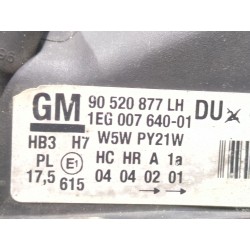 GM 90 520 877 LH DUX
1EG 007 640-01
HB3 H7 W5W PY21W
PL E1 HC HR A 1a
17,5 615 04 04 02 01